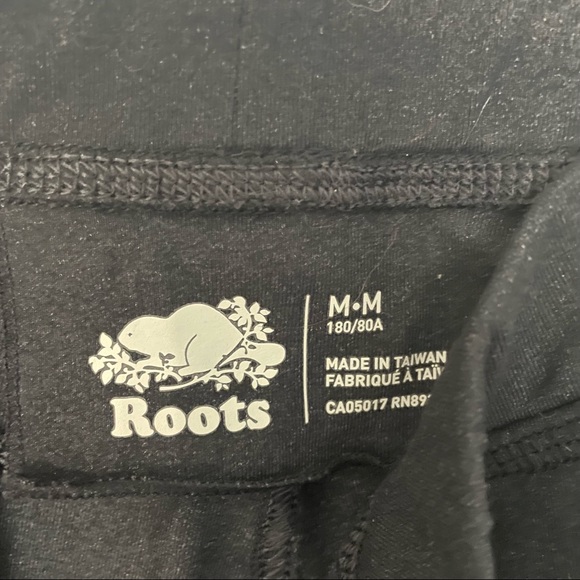 Roots
M•M
180/80A
MADE IN TAIWAN
FABRIQUÉ À
CA05017